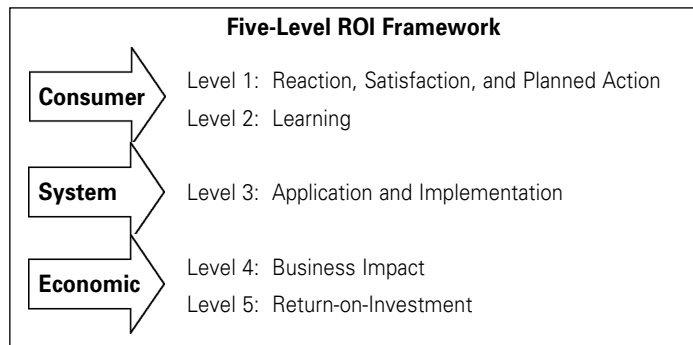 Five-Level ROI Framework
Consumer
Level 1: Reaction, Satisfaction, and Planned Action
Level 2: Learning
System
Level 3: Application and Implementation
Economic
Level 4: Business Impact
Level 5: Return-on-Investment